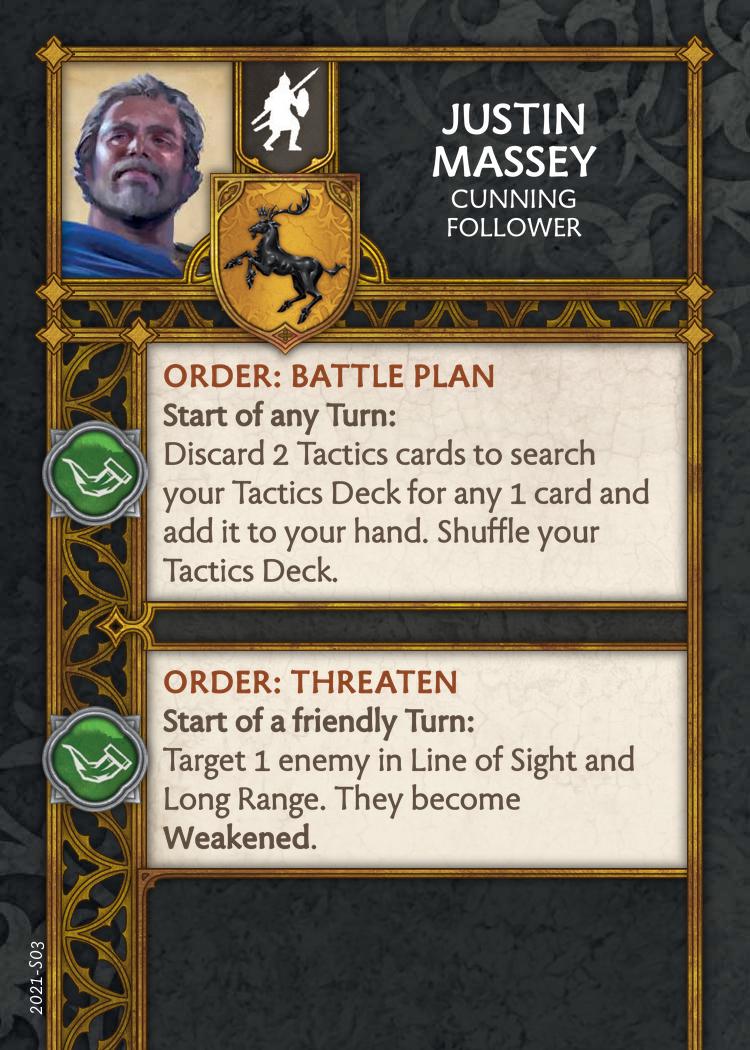 JUSTIN
MASSEY
CUNNING
FOLLOWER
ORDER: BATTLE PLAN
Start of any Turn:
Discard 2 Tactics cards to search
your Tactics Deck for any 1 card and
add it to your hand. Shuffle your
Tactics Deck.
ORDER: THREATEN
Start of a friendly Turn:
Target 1 enemy in Line of Sight and
Long Range. They become
Weakened.
2021-S03